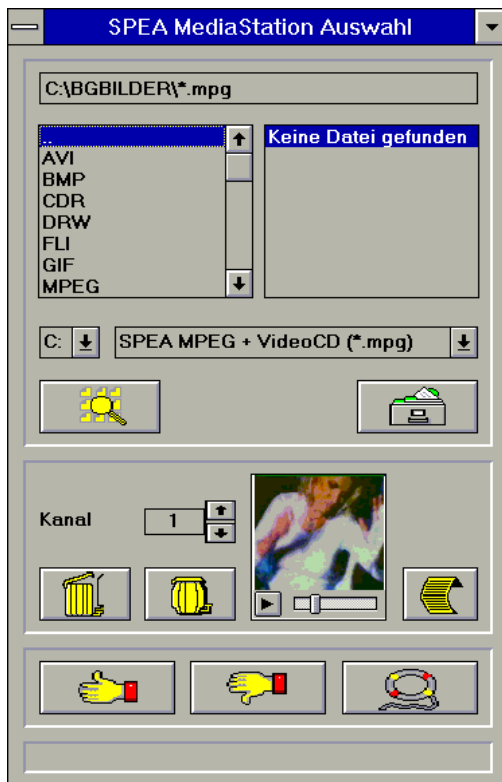 SPEA MediaStation Auswahl
C:\BGBILDER\*.mpg
..
AVI
BMP
CDR
DRW
FLI
GIF
MPEG
Keine Datei gefunden
C:
SPEA MPEG + VideoCD (*.mpg)
Kanal
1